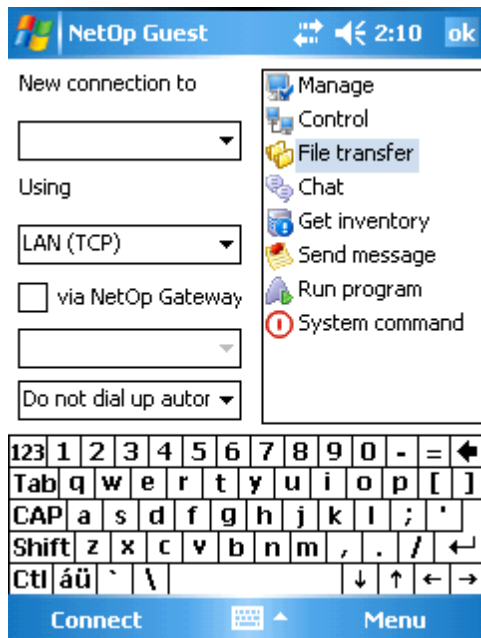 NetOp Guest 2:10 ok
New connection to
Using
LAN (TCP)
via NetOp Gateway
Do not dial up autor
Manage
Control
File transfer
Chat
Get inventory
Send message
Run program
System command
123 1 2 3 4 5 6 7 8 9 0 - =
Tab q w e r t y u i o p [ ]
CAP a s d f g h j k l ; '
Shift z x c v b n m , . /
Ctl áü ` \
Connect Menu